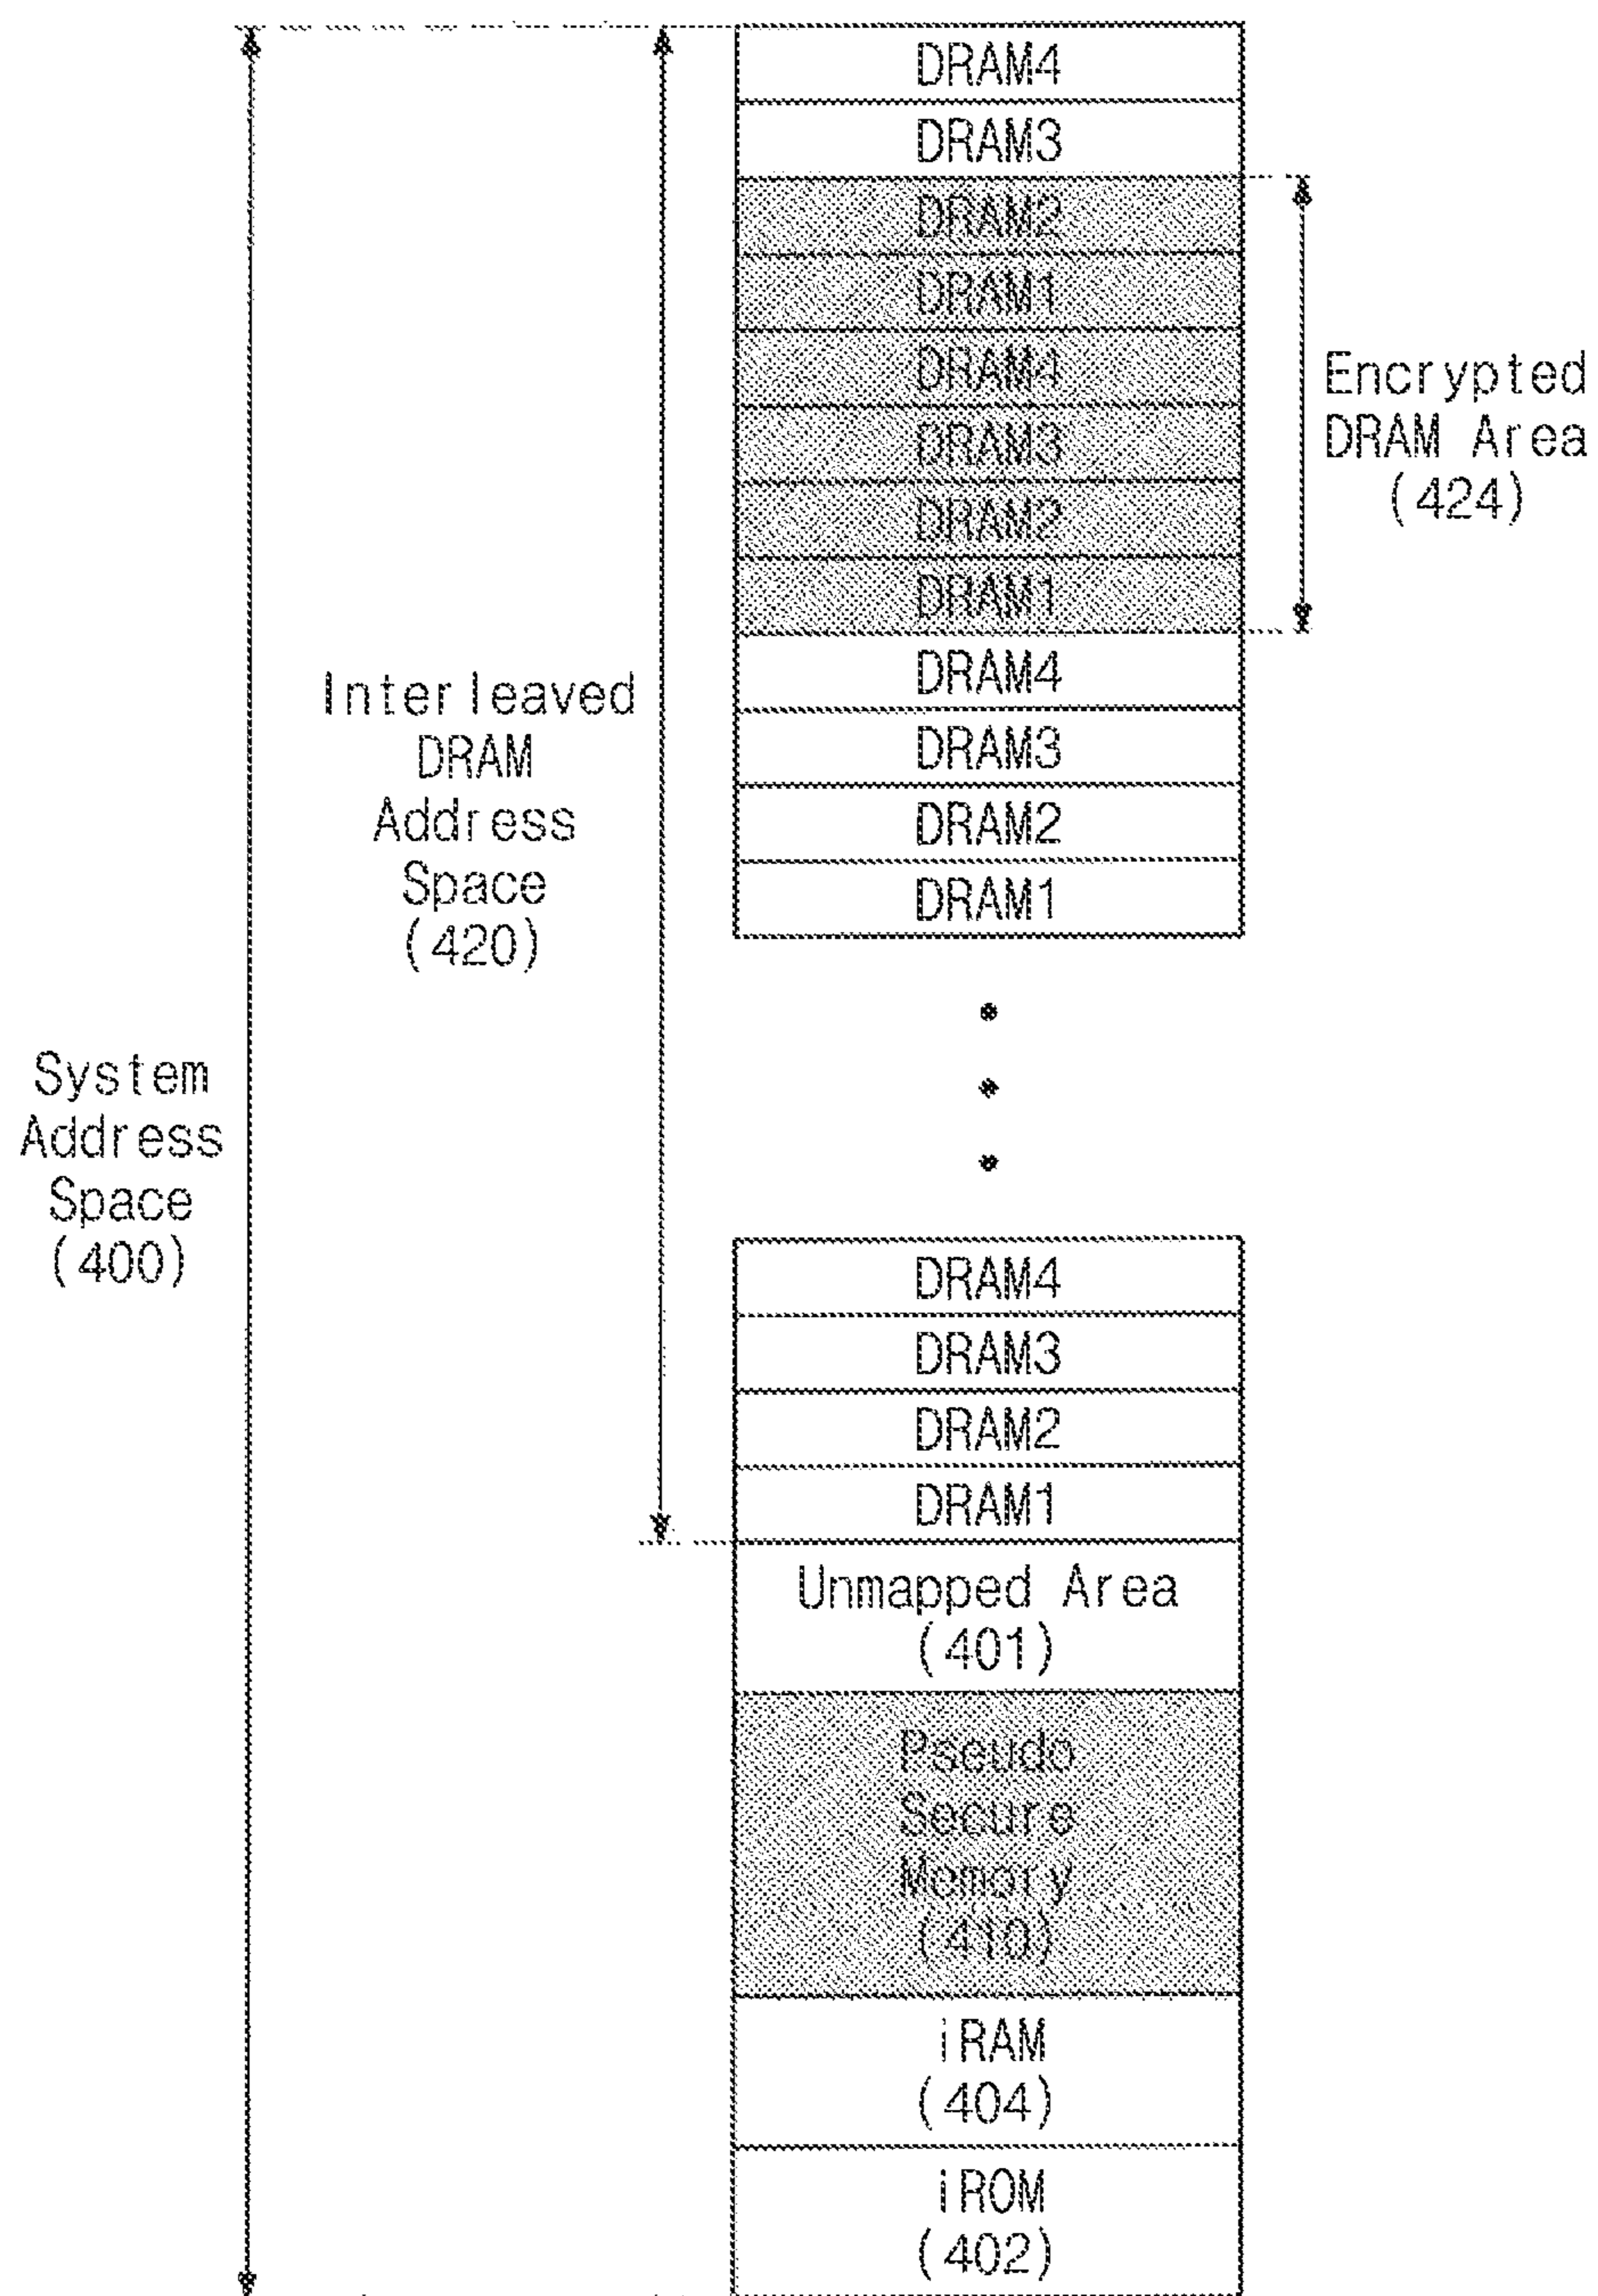 DRAM4
DRAM3
DRAM2
DRAM1
DRAM4
DRAM3
DRAM2
DRAM1
Encrypted
DRAM Area
(424)
DRAM4
DRAM3
DRAM2
DRAM1
Interleaved
DRAM
Address
Space
(420)
System
Address
Space
(400)
DRAM4
DRAM3
DRAM2
DRAM1
Unmapped Area
(401)
Pseudo
Secure
Memory
(410)
iRAM
(404)
iROM
(402)